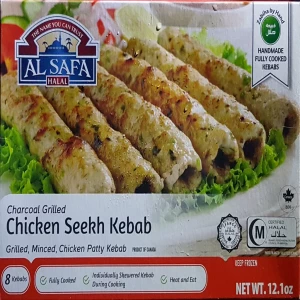 THE NAME YOU CAN TRUST
AL SAFA
HALAL
HANDMADE
FULLY COOKED
KEBABS
Charcoal Grilled
Chicken Seekh Kebab
Grilled, Minced, Chicken Patty Kebab
PRODUCT OF CANADA
8 Kebabs
Fully Cooked
Individually Skewered Kebab
During Cooking
Heat and Eat
M
HALAL
حلال
KEEP FROZEN
NET WT. 12.1oz